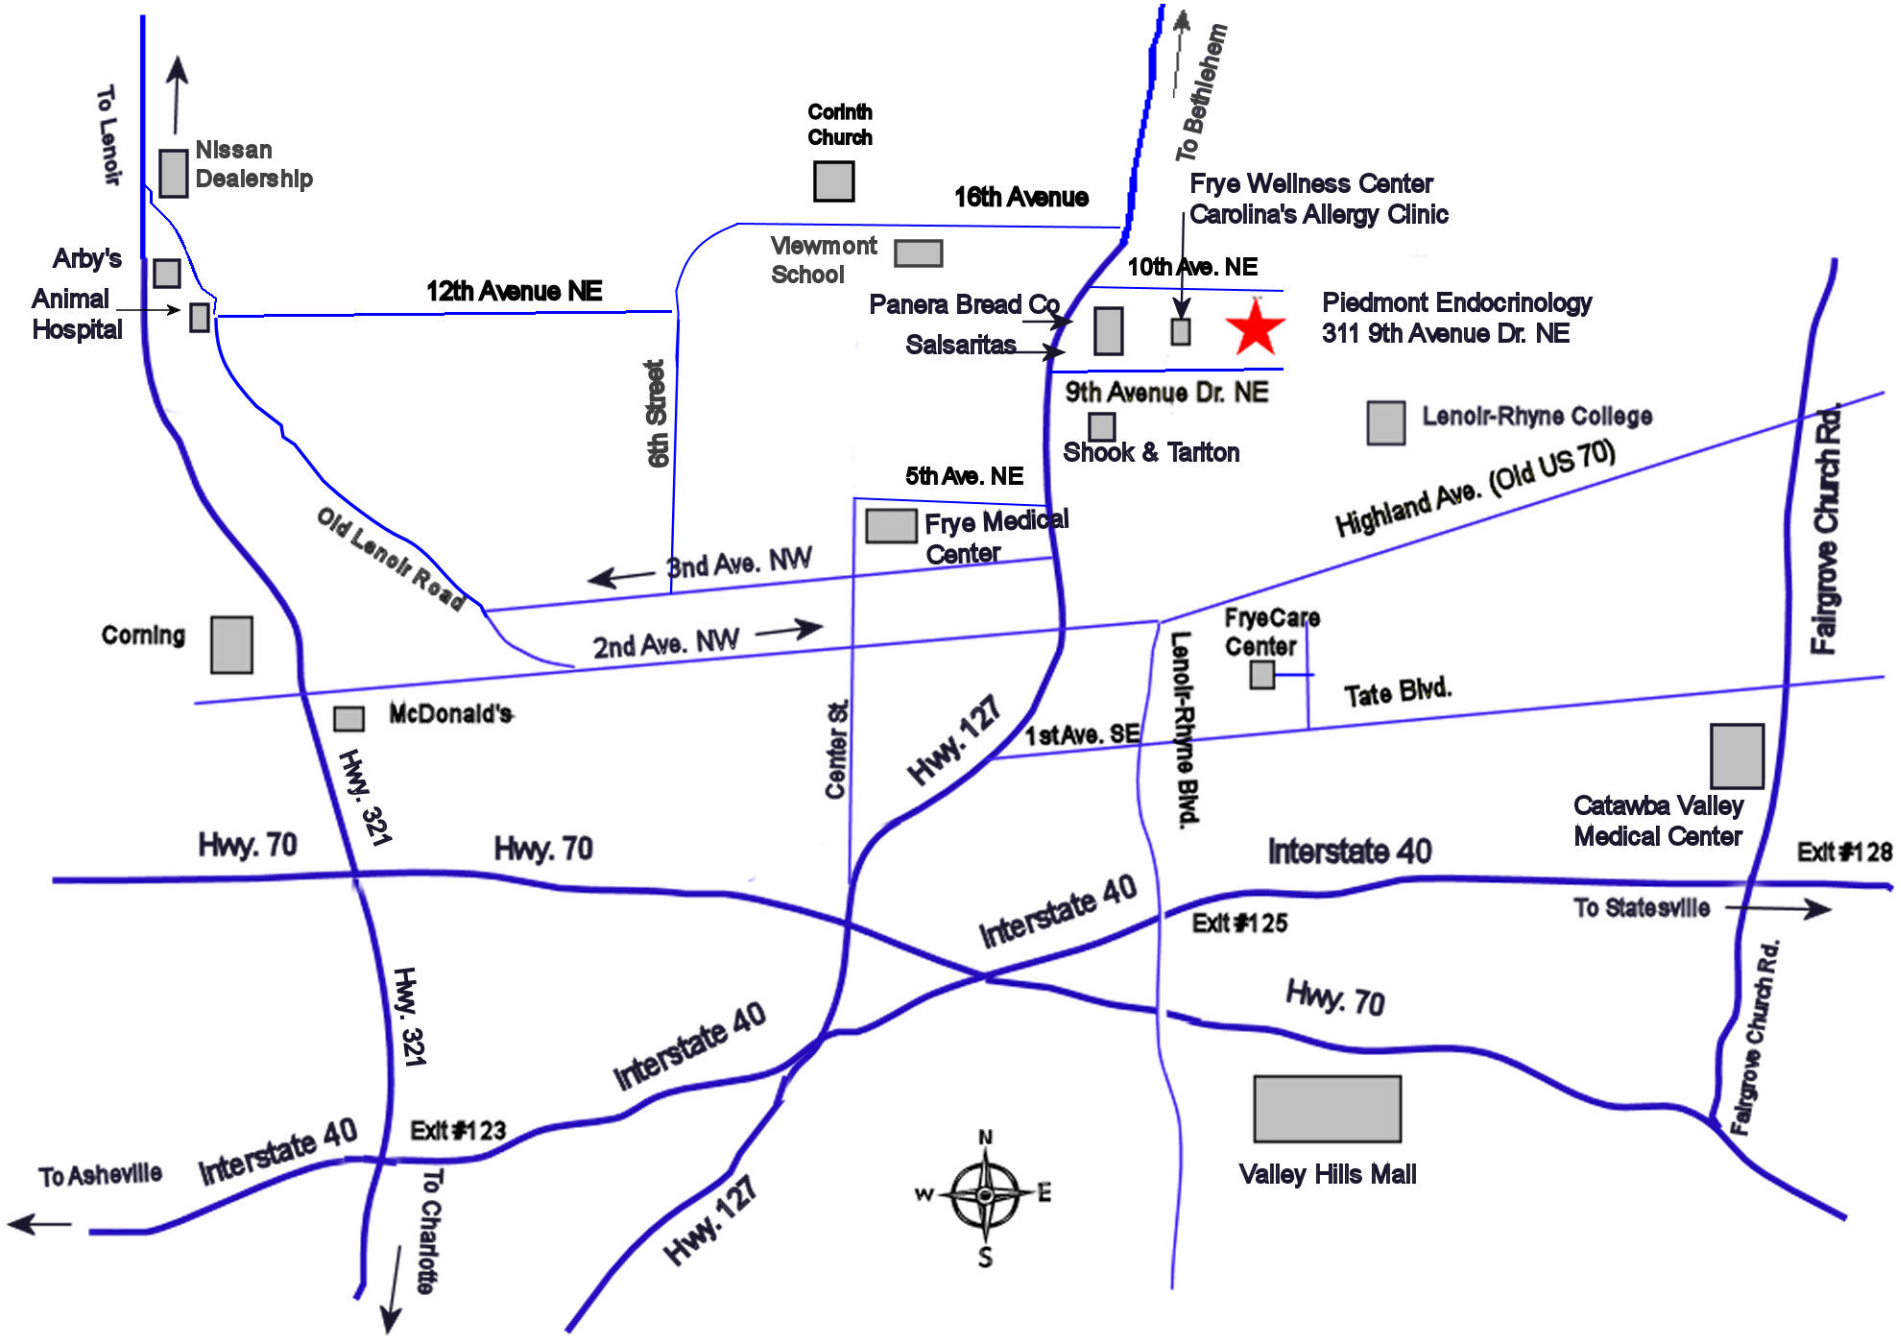 To Lenoir
Nissan
Dealership
Corinth
Church
To Bethlehem
16th Avenue
Frye Wellness Center
Carolina's Allergy Clinic
Viewmont
School
Arby's
Animal
Hospital
12th Avenue NE
10th Ave. NE
Panera Bread Co
Salsaritas
Piedmont Endocrinology
311 9th Avenue Dr. NE
6th Street
9th Avenue Dr. NE
Shook & Tarlton
Lenoir-Rhyne College
Highland Ave. (Old US 70)
Fairgrove Church Rd.
5th Ave. NE
Frye Medical
Center
Old Lenoir Road
3nd Ave. NW
2nd Ave. NW
Corning
McDonald's
FryeCare
Center
Lenoir-Rhyne Blvd.
Tate Blvd.
Center St.
Hwy. 127
1st Ave. SE
Hwy. 321
Catawba Valley
Medical Center
Hwy. 70
Hwy. 70
Interstate 40
Exit #128
Interstate 40
Exit #125
To Statesville
Hwy. 321
Interstate 40
Hwy. 70
Fairgrove Church Rd.
Exit #123
Interstate 40
To Asheville
To Charlotte
Hwy. 127
Valley Hills Mall
N
W
E
S